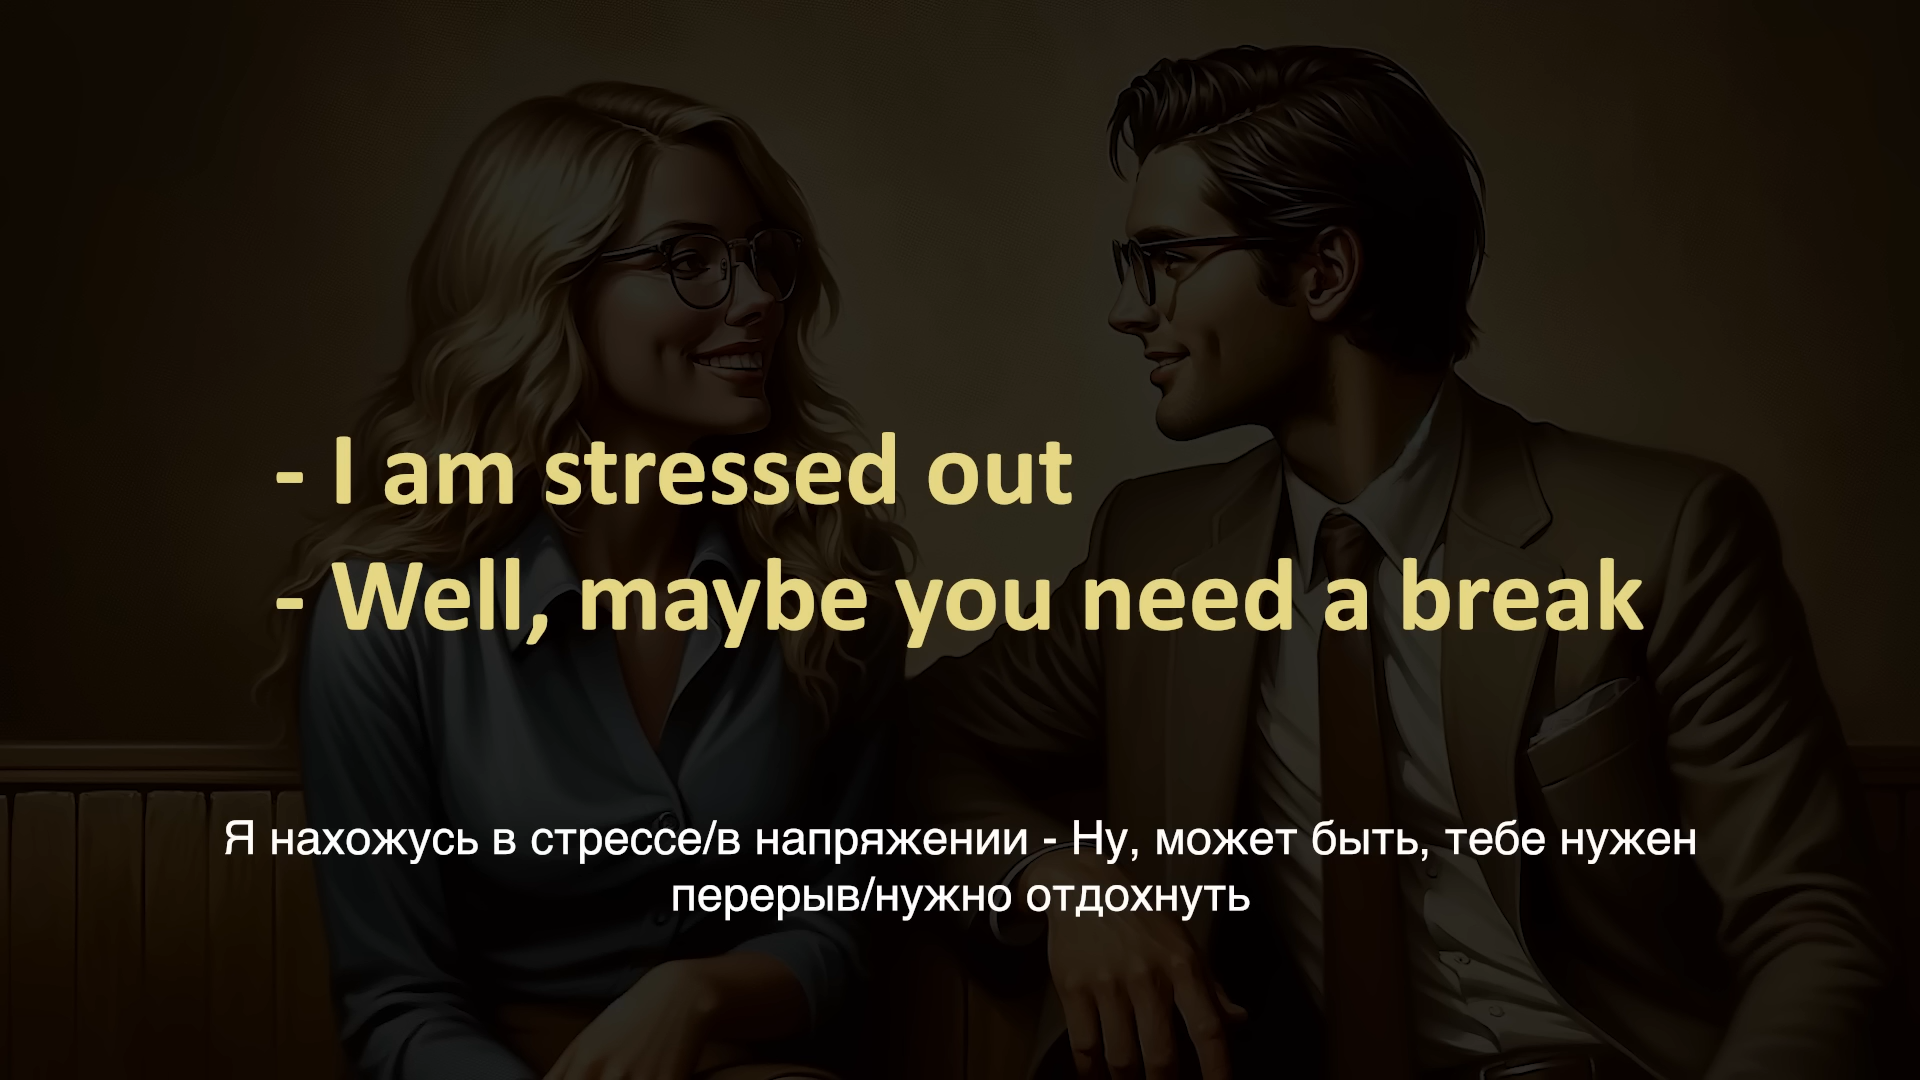 - I am stressed out
- Well, maybe you need a break
Я нахожусь в стрессе/в напряжении - Ну, может быть, тебе нужен
перерыв/нужно отдохнуть